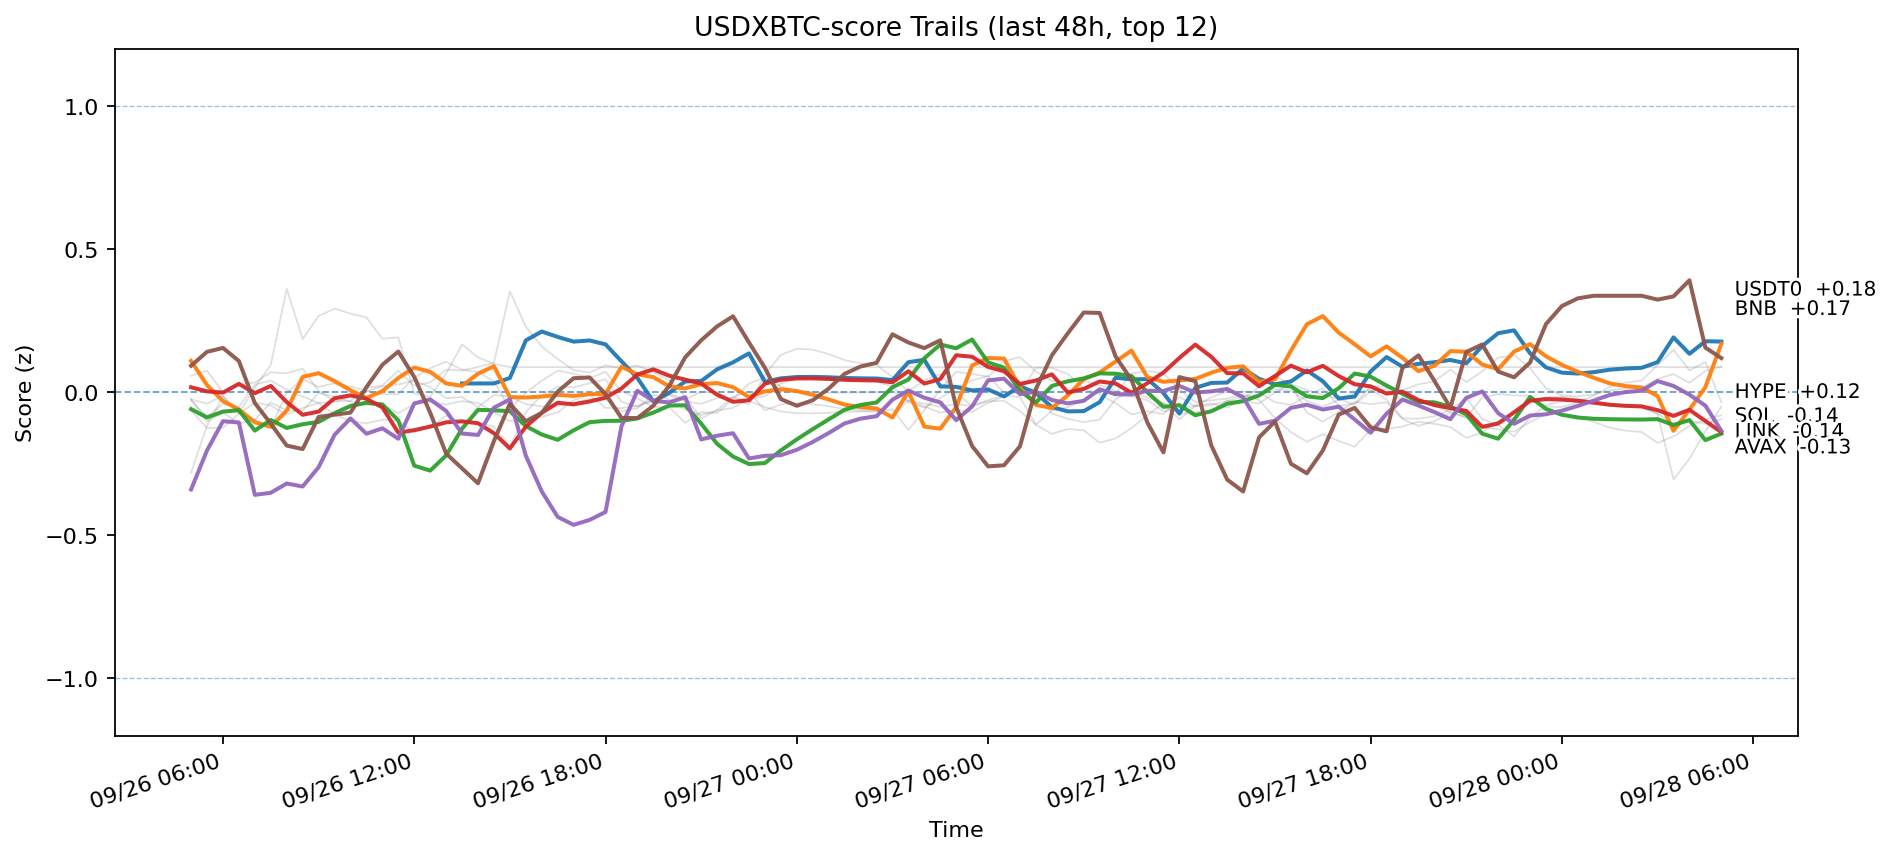 USDXBTC-score Trails (last 48h, top 12)
Score (z)
1.0
0.5
0.0
−0.5
−1.0
USDT0 +0.18
BNB +0.17
HYPE +0.12
SOL -0.14
LINK -0.14
AVAX -0.13
09/26 06:00
09/26 12:00
09/26 18:00
09/27 00:00
09/27 06:00
09/27 12:00
09/27 18:00
09/28 00:00
09/28 06:00
Time